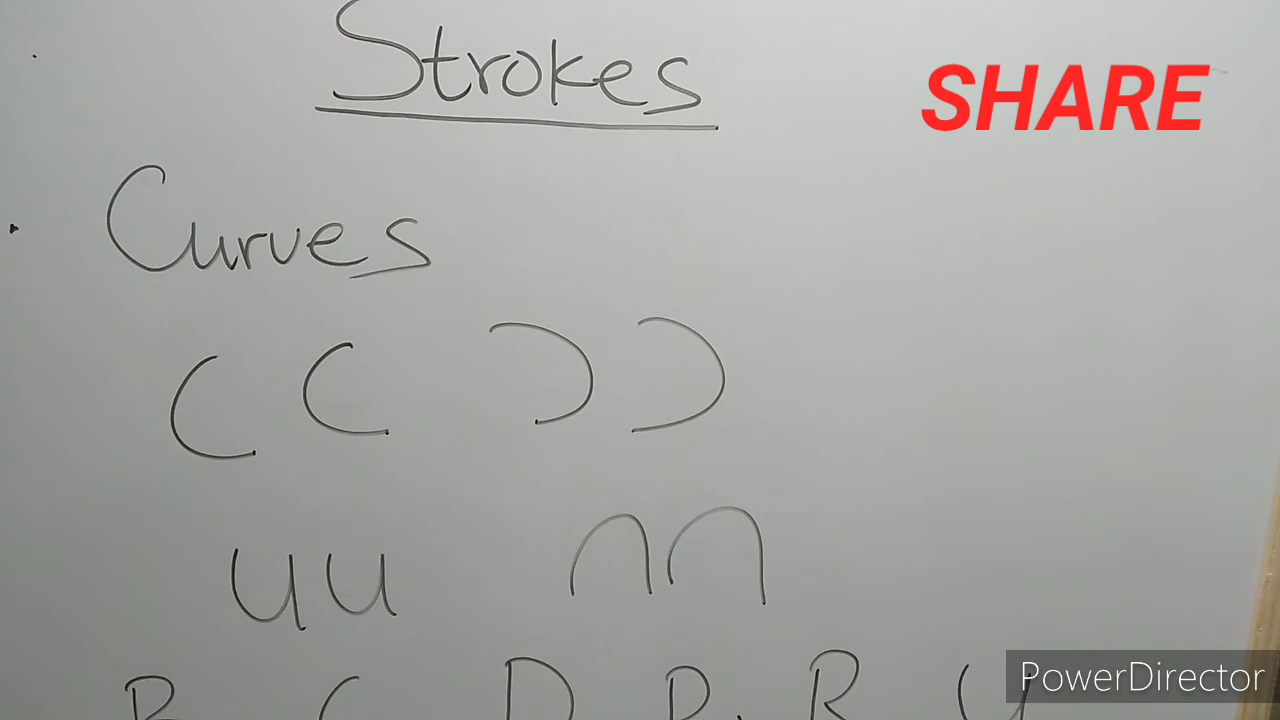 Strokes
SHARE
Curves
( ( ) )
U U ∩ ∩
B C D P R U
PowerDirector